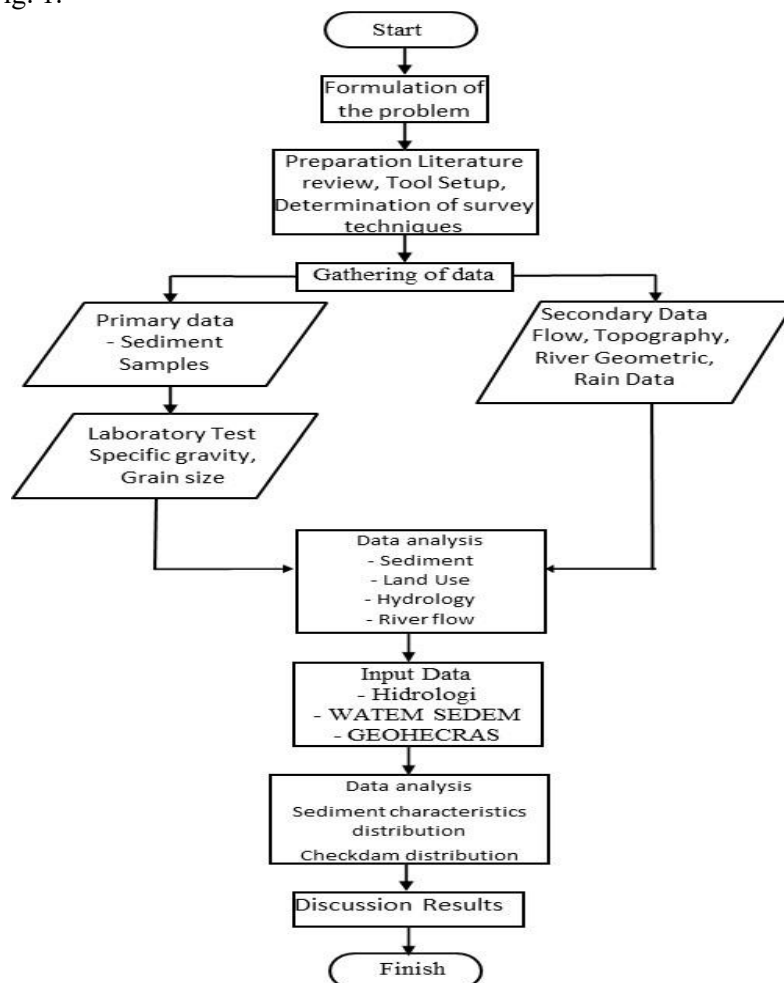 ig. 1.
Start
Formulation of
the problem
Preparation Literature
review, Tool Setup,
Determination of survey
techniques
Gathering of data
Primary data
- Sediment
Samples
Secondary Data
Flow, Topography,
River Geometric,
Rain Data
Laboratory Test
Specific gravity,
Grain size
Data analysis
- Sediment
- Land Use
- Hydrology
- River flow
Input Data
- Hidrologi
- WATEM SEDEM
- GEOHECRAS
Data analysis
Sediment characteristics
distribution
Checkdam distribution
Discussion Results
Finish